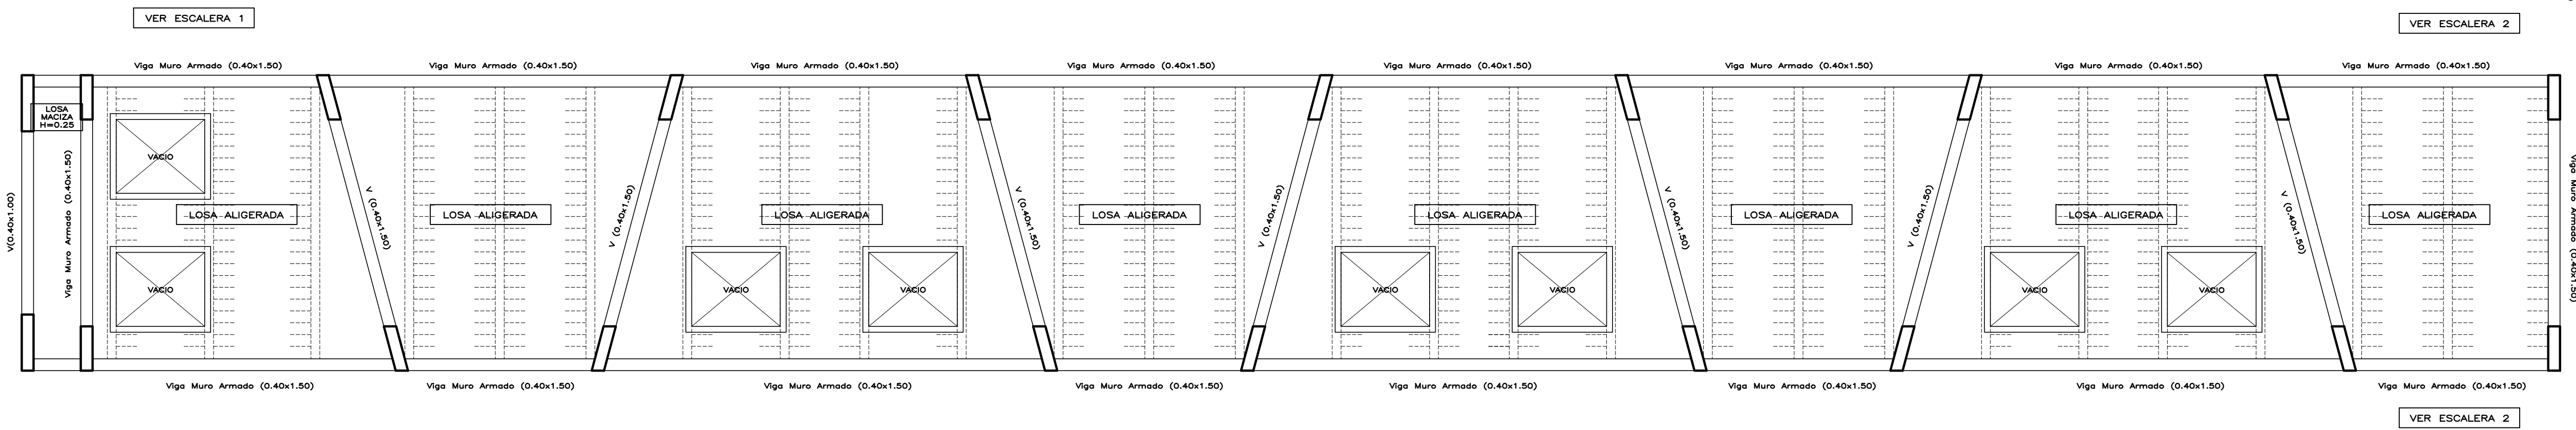 VER ESCALERA 1
VER ESCALERA 2
Viga Muro Armado (0.40x1.50)
Viga Muro Armado (0.40x1.50)
Viga Muro Armado (0.40x1.50)
Viga Muro Armado (0.40x1.50)
Viga Muro Armado (0.40x1.50)
Viga Muro Armado (0.40x1.50)
Viga Muro Armado (0.40x1.50)
Viga Muro Armado (0.40x1.50)
LOSA
MACIZA
H=0.25
V(0.40x1.00)
Viga Muro Armado (0.40x1.50)
VACIO
V (0.40x1.50)
V (0.40x1.50)
V (0.40x1.50)
V (0.40x1.50)
V (0.40x1.50)
V (0.40x1.50)
V (0.40x1.50)
Viga Muro Armado (0.40x1.50)
LOSA ALIGERADA
LOSA ALIGERADA
LOSA ALIGERADA
LOSA ALIGERADA
LOSA ALIGERADA
LOSA ALIGERADA
LOSA ALIGERADA
LOSA ALIGERADA
VACIO
VACIO
VACIO
VACIO
VACIO
VACIO
VACIO
Viga Muro Armado (0.40x1.50)
Viga Muro Armado (0.40x1.50)
Viga Muro Armado (0.40x1.50)
Viga Muro Armado (0.40x1.50)
Viga Muro Armado (0.40x1.50)
Viga Muro Armado (0.40x1.50)
Viga Muro Armado (0.40x1.50)
Viga Muro Armado (0.40x1.50)
VER ESCALERA 2